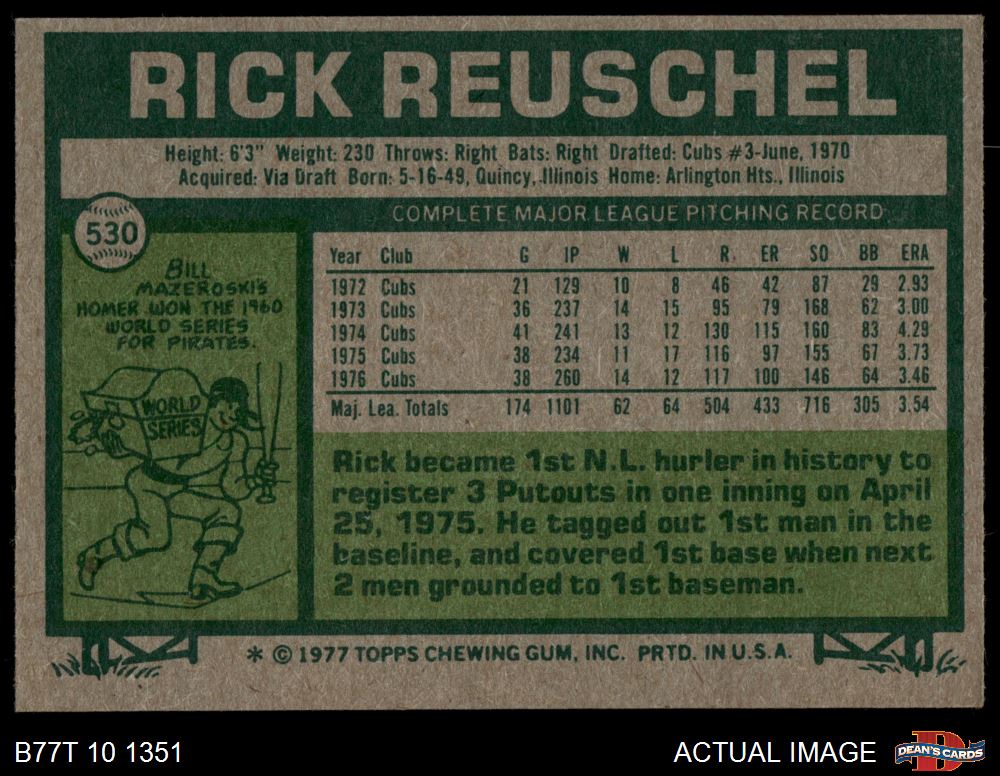 RICK REUSCHEL
Height: 6'3" Weight: 230 Throws: Right Bats: Right Drafted: Cubs #3-June, 1970
Acquired: Via Draft Born: 5-16-49, Quincy, Illinois Home: Arlington Hts., Illinois
530
BILL
MAZEROSKI'S
HOMER WON THE 1960
WORLD SERIES
FOR PIRATES.
WORLD
SERIES
COMPLETE MAJOR LEAGUE PITCHING RECORD
Year Club G IP W L R ER SO BB ERA
1972 Cubs 21 129 10 8 46 42 87 29 2.93
1973 Cubs 36 237 14 15 95 79 168 62 3.00
1974 Cubs 41 241 13 12 130 115 160 83 4.29
1975 Cubs 38 234 11 17 116 97 155 67 3.73
1976 Cubs 38 260 14 12 117 100 146 64 3.46
Maj. Lea. Totals 174 1101 62 64 504 433 716 305 3.54
Rick became 1st N.L. hurler in history to
register 3 Putouts in one inning on April
25, 1975. He tagged out 1st man in the
baseline, and covered 1st base when next
2 men grounded to 1st baseman.
* © 1977 TOPPS CHEWING GUM, INC. PRTD. IN U.S.A.
B77T 10 1351
ACTUAL IMAGE
DEAN'S CARDS